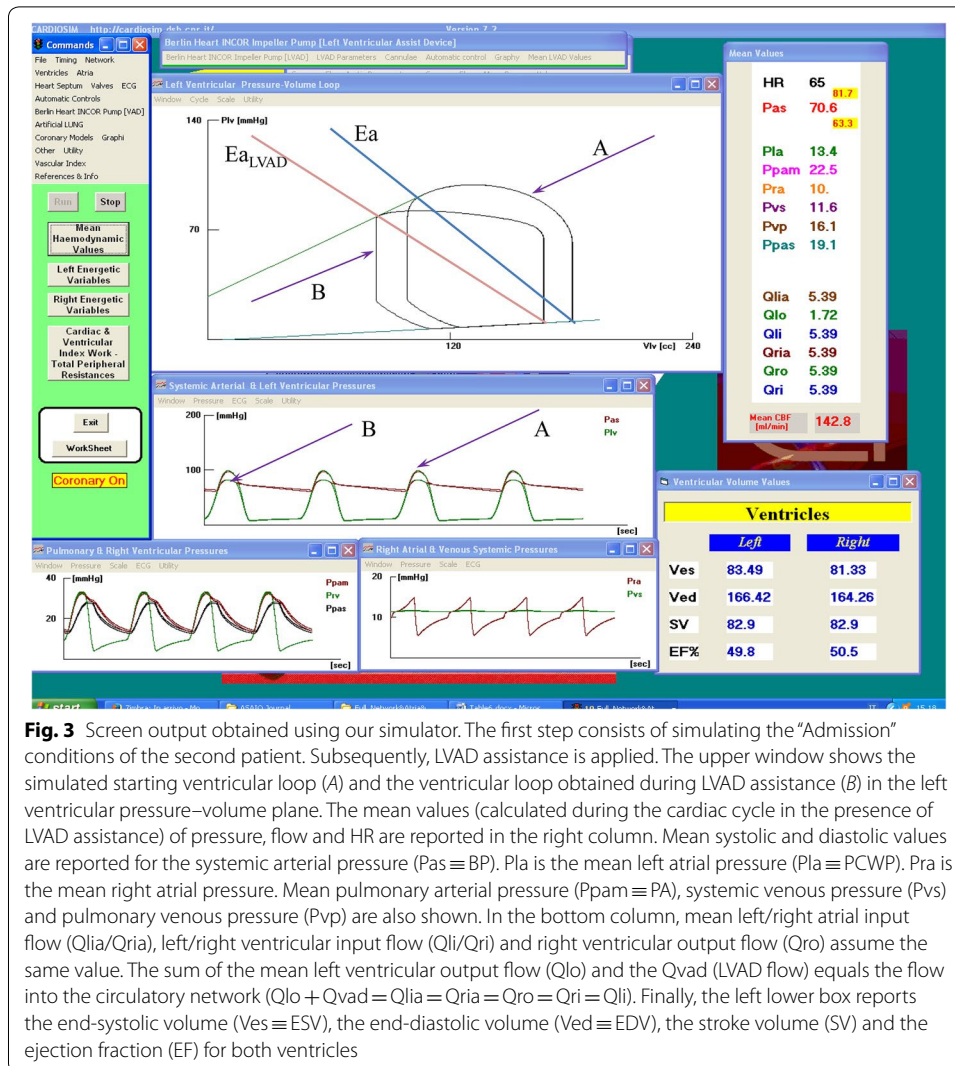 CARDIOSIM http://cardiosim.dsb.cnr.it/ Version 7.2
Commands
File Timing Network
Ventricles Atria
Heart Septum Valves ECG
Automatic Controls
Berlin Heart INCOR Pump [VAD]
Artificial LUNG
Coronary Models Graphi
Other Utility
Vascular Index
References & Info
Run Stop
Mean
Haemodynamic
Values
Left Energetic
Variables
Right Energetic
Variables
Cardiac &
Ventricular
Index Work -
Total Peripheral
Resistances
Exit
WorkSheet
Coronary On
Berlin Heart INCOR Impeller Pump [Left Ventricular Assist Device]
Berlin Heart INCOR Impeller Pump [LVAD] LVAD Parameters Cannulae Automatic control Graphy Mean LVAD Values
Left Ventricular Pressure-Volume Loop
Window Cycle Scale Utility
140 Plv [mmHg]
Ea
A
EaLVAD
70
B
120 Vlv [cc] 240
Systemic Arterial & Left Ventricular Pressures
Window Pressure ECG Scale Utility
200 [mmHg]
Pas
Plv
B A
100
[sec]
Pulmonary & Right Ventricular Pressures
Window Pressure Scale ECG Utility
40 [mmHg]
Ppam
Prv
Ppas
20
[sec]
Right Atrial & Venous Systemic Pressures
Window Pressure Scale ECG
20 [mmHg]
Pra
Pvs
10
[sec]
Mean Values
HR 65
81.7
Pas 70.6
63.3
Pla 13.4
Ppam 22.5
Pra 10.
Pvs 11.6
Pvp 16.1
Ppas 19.1
Qlia 5.39
Qlo 1.72
Qli 5.39
Qria 5.39
Qro 5.39
Qri 5.39
Mean CBF
[ml/min] 142.8
Ventricular Volume Values
Ventricles
Left Right
Ves 83.49 81.33
Ved 166.42 164.26
SV 82.9 82.9
EF% 49.8 50.5
start
ASAIO Journal
15.18
Fig. 3 Screen output obtained using our simulator. The first step consists of simulating the “Admission”
conditions of the second patient. Subsequently, LVAD assistance is applied. The upper window shows the
simulated starting ventricular loop (A) and the ventricular loop obtained during LVAD assistance (B) in the left
ventricular pressure–volume plane. The mean values (calculated during the cardiac cycle in the presence of
LVAD assistance) of pressure, flow and HR are reported in the right column. Mean systolic and diastolic values
are reported for the systemic arterial pressure (Pas ≡ BP). Pla is the mean left atrial pressure (Pla ≡ PCWP). Pra is
the mean right atrial pressure. Mean pulmonary arterial pressure (Ppam ≡ PA), systemic venous pressure (Pvs)
and pulmonary venous pressure (Pvp) are also shown. In the bottom column, mean left/right atrial input
flow (Qlia/Qria), left/right ventricular input flow (Qli/Qri) and right ventricular output flow (Qro) assume the
same value. The sum of the mean left ventricular output flow (Qlo) and the Qvad (LVAD flow) equals the flow
into the circulatory network (Qlo + Qvad = Qlia = Qria = Qro = Qri = Qli). Finally, the left lower box reports
the end-systolic volume (Ves ≡ ESV), the end-diastolic volume (Ved ≡ EDV), the stroke volume (SV) and the
ejection fraction (EF) for both ventricles